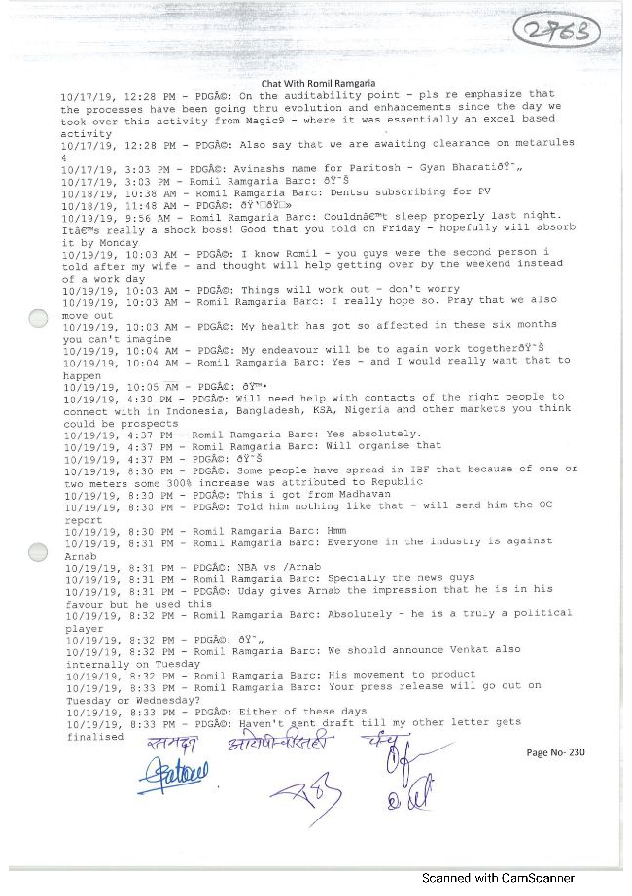 2763
Chat With Romil Ramgaria
10/17/19, 12:28 PM - PDGÂ©: On the auditability point - pls re emphasize that
the processes have been going thru evolution and enhancements since the day we
took over this activity from Magic9 - where it was essentially an excel based
activity
10/17/19, 12:28 PM - PDGÂ©: Also say that we are awaiting clearance on metarules
4
10/17/19, 3:03 PM - PDGÂ©: Avinashs name for Paritosh - Gyan BharatiðŸ˜„
10/17/19, 3:03 PM - Romil Ramgaria Barc: ðŸ˜Š
10/18/19, 10:38 AM - Romil Ramgaria Barc: Dentsu subscribing for PV
10/18/19, 11:48 AM - PDGÂ©: ðŸ'□ðŸ□»
10/19/19, 9:56 AM - Romil Ramgaria Barc: Couldnâ€™t sleep properly last night.
Itâ€™s really a shock boss! Good that you told on Friday - hopefully will absorb
it by Monday
10/19/19, 10:03 AM - PDGÂ©: I know Romil - you guys were the second person i
told after my wife - and thought will help getting over by the weekend instead
of a work day
10/19/19, 10:03 AM - PDGÂ©: Things will work out - don't worry
10/19/19, 10:03 AM - Romil Ramgaria Barc: I really hope so. Pray that we also
move out
10/19/19, 10:03 AM - PDGÂ©: My health has got so affected in these six months
you can't imagine
10/19/19, 10:04 AM - PDGÂ©: My endeavour will be to again work togetherðŸ˜Š
10/19/19, 10:04 AM - Romil Ramgaria Barc: Yes - and I would really want that to
happen
10/19/19, 10:05 AM - PDGÂ©: ðŸ™•
10/19/19, 4:30 PM - PDGÂ©: Will need help with contacts of the right people to
connect with in Indonesia, Bangladesh, KSA, Nigeria and other markets you think
could be prospects
10/19/19, 4:37 PM - Romil Ramgaria Barc: Yes absolutely.
10/19/19, 4:37 PM - Romil Ramgaria Barc: Will organise that
10/19/19, 4:37 PM - PDGÂ©: ðŸ˜Š
10/19/19, 8:30 PM - PDGÂ©: Some people have spread in IBF that because of one or
two meters some 300% increase was attributed to Republic
10/19/19, 8:30 PM - PDGÂ©: This i got from Madhavan
10/19/19, 8:30 PM - PDGÂ©: Told him nothing like that - will send him the OC
report
10/19/19, 8:30 PM - Romil Ramgaria Barc: Hmm
10/19/19, 8:31 PM - Romil Ramgaria Barc: Everyone in the industry is against
Arnab
10/19/19, 8:31 PM - PDGÂ©: NBA vs /Arnab
10/19/19, 8:31 PM - Romil Ramgaria Barc: Specially the news guys
10/19/19, 8:31 PM - PDGÂ©: Uday gives Arnab the impression that he is in his
favour but he used this
10/19/19, 8:32 PM - Romil Ramgaria Barc: Absolutely - he is a truly a political
player
10/19/19, 8:32 PM - PDGÂ©: ðŸ˜„
10/19/19, 8:32 PM - Romil Ramgaria Barc: We should announce Venkat also
internally on Tuesday
10/19/19, 8:32 PM - Romil Ramgaria Barc: His movement to product
10/19/19, 8:33 PM - Romil Ramgaria Barc: Your press release will go out on
Tuesday or Wednesday?
10/19/19, 8:33 PM - PDGÂ©: Either of these days
10/19/19, 8:33 PM - PDGÂ©: Haven't sent draft till my other letter gets
finalised
Page No- 230
Scanned with CamScanner